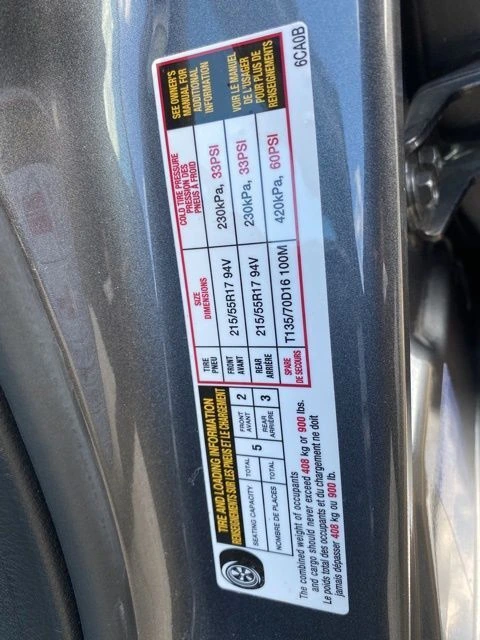 TIRE AND LOADING INFORMATION
RENSEIGNEMENTS SUR LES PNEUS ET LE CHARGEMENT
SEATING CAPACITY TOTAL 5 FRONT 2
AVANT
NOMBRE DE PLACES TOTAL REAR 3
ARRIÈRE
The combined weight of occupants
and cargo should never exceed 408 kg or 900 lbs.
Le poids total des occupants et du chargement ne doit
jamais dépasser 408 kg ou 900 lb.
TIRE
PNEU
SIZE
DIMENSIONS
COLD TIRE PRESSURE
PRESSION DES
PNEUS À FROID
FRONT
AVANT
215/55R17 94V
230kPa, 33PSI
REAR
ARRIÈRE
215/55R17 94V
230kPa, 33PSI
SPARE
DE SECOURS
T135/70D16 100M
420kPa, 60PSI
SEE OWNER'S
MANUAL FOR
ADDITIONAL
INFORMATION
VOIR LE MANUEL
DE L'USAGER
POUR PLUS DE
RENSEIGNEMENTS
6CA0B